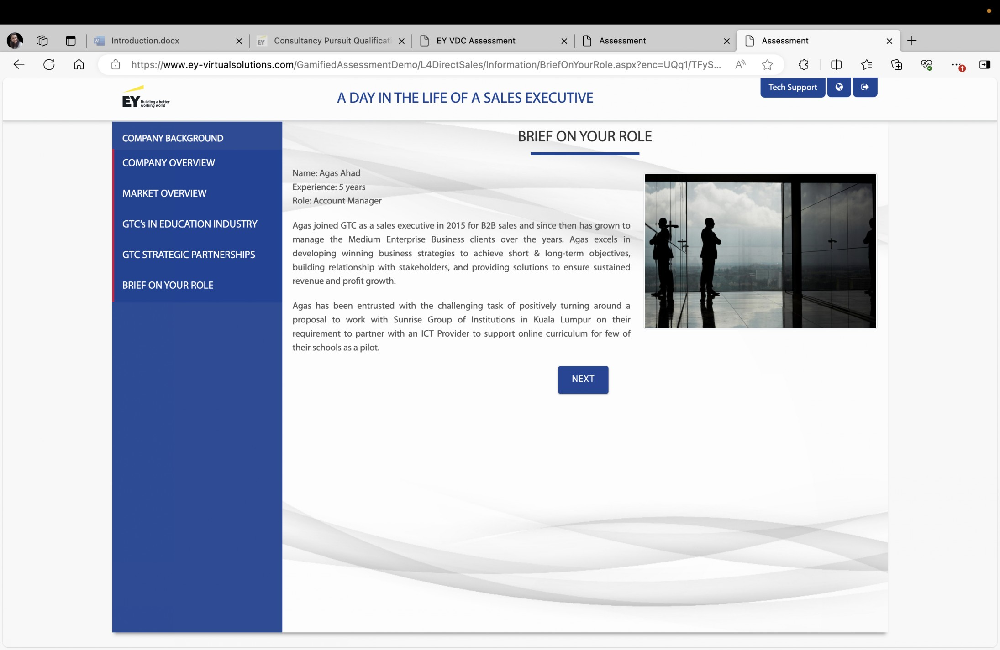 Introduction.docx
EY Consultancy Pursuit Qualificati
EY VDC Assessment
Assessment
Assessment
https://www.ey-virtualsolutions.com/GamifiedAssessmentDemo/L4DirectSales/Information/BriefOnYourRole.aspx?enc=UQq1/TFyS...
EY Building a better
working world
A DAY IN THE LIFE OF A SALES EXECUTIVE
Tech Support
COMPANY BACKGROUND
COMPANY OVERVIEW
MARKET OVERVIEW
GTC's IN EDUCATION INDUSTRY
GTC STRATEGIC PARTNERSHIPS
BRIEF ON YOUR ROLE
BRIEF ON YOUR ROLE
Name: Agas Ahad
Experience: 5 years
Role: Account Manager
Agas joined GTC as a sales executive in 2015 for B2B sales and since then has grown to
manage the Medium Enterprise Business clients over the years. Agas excels in
developing winning business strategies to achieve short & long-term objectives,
building relationship with stakeholders, and providing solutions to ensure sustained
revenue and profit growth.
Agas has been entrusted with the challenging task of positively turning around a
proposal to work with Sunrise Group of Institutions in Kuala Lumpur on their
requirement to partner with an ICT Provider to support online curriculum for few of
their schools as a pilot.
NEXT